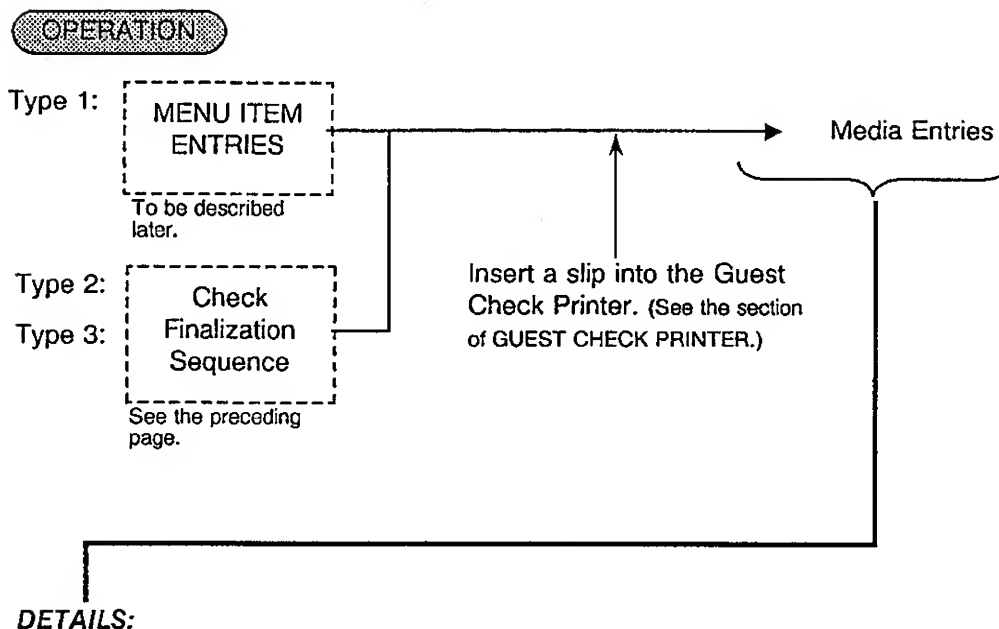 OPERATION
Type 1:
MENU ITEM
ENTRIES
To be described
later.
Media Entries
Insert a slip into the Guest
Check Printer. (See the section
of GUEST CHECK PRINTER.)
Type 2:
Type 3:
Check
Finalization
Sequence
See the preceding
page.
DETAILS: